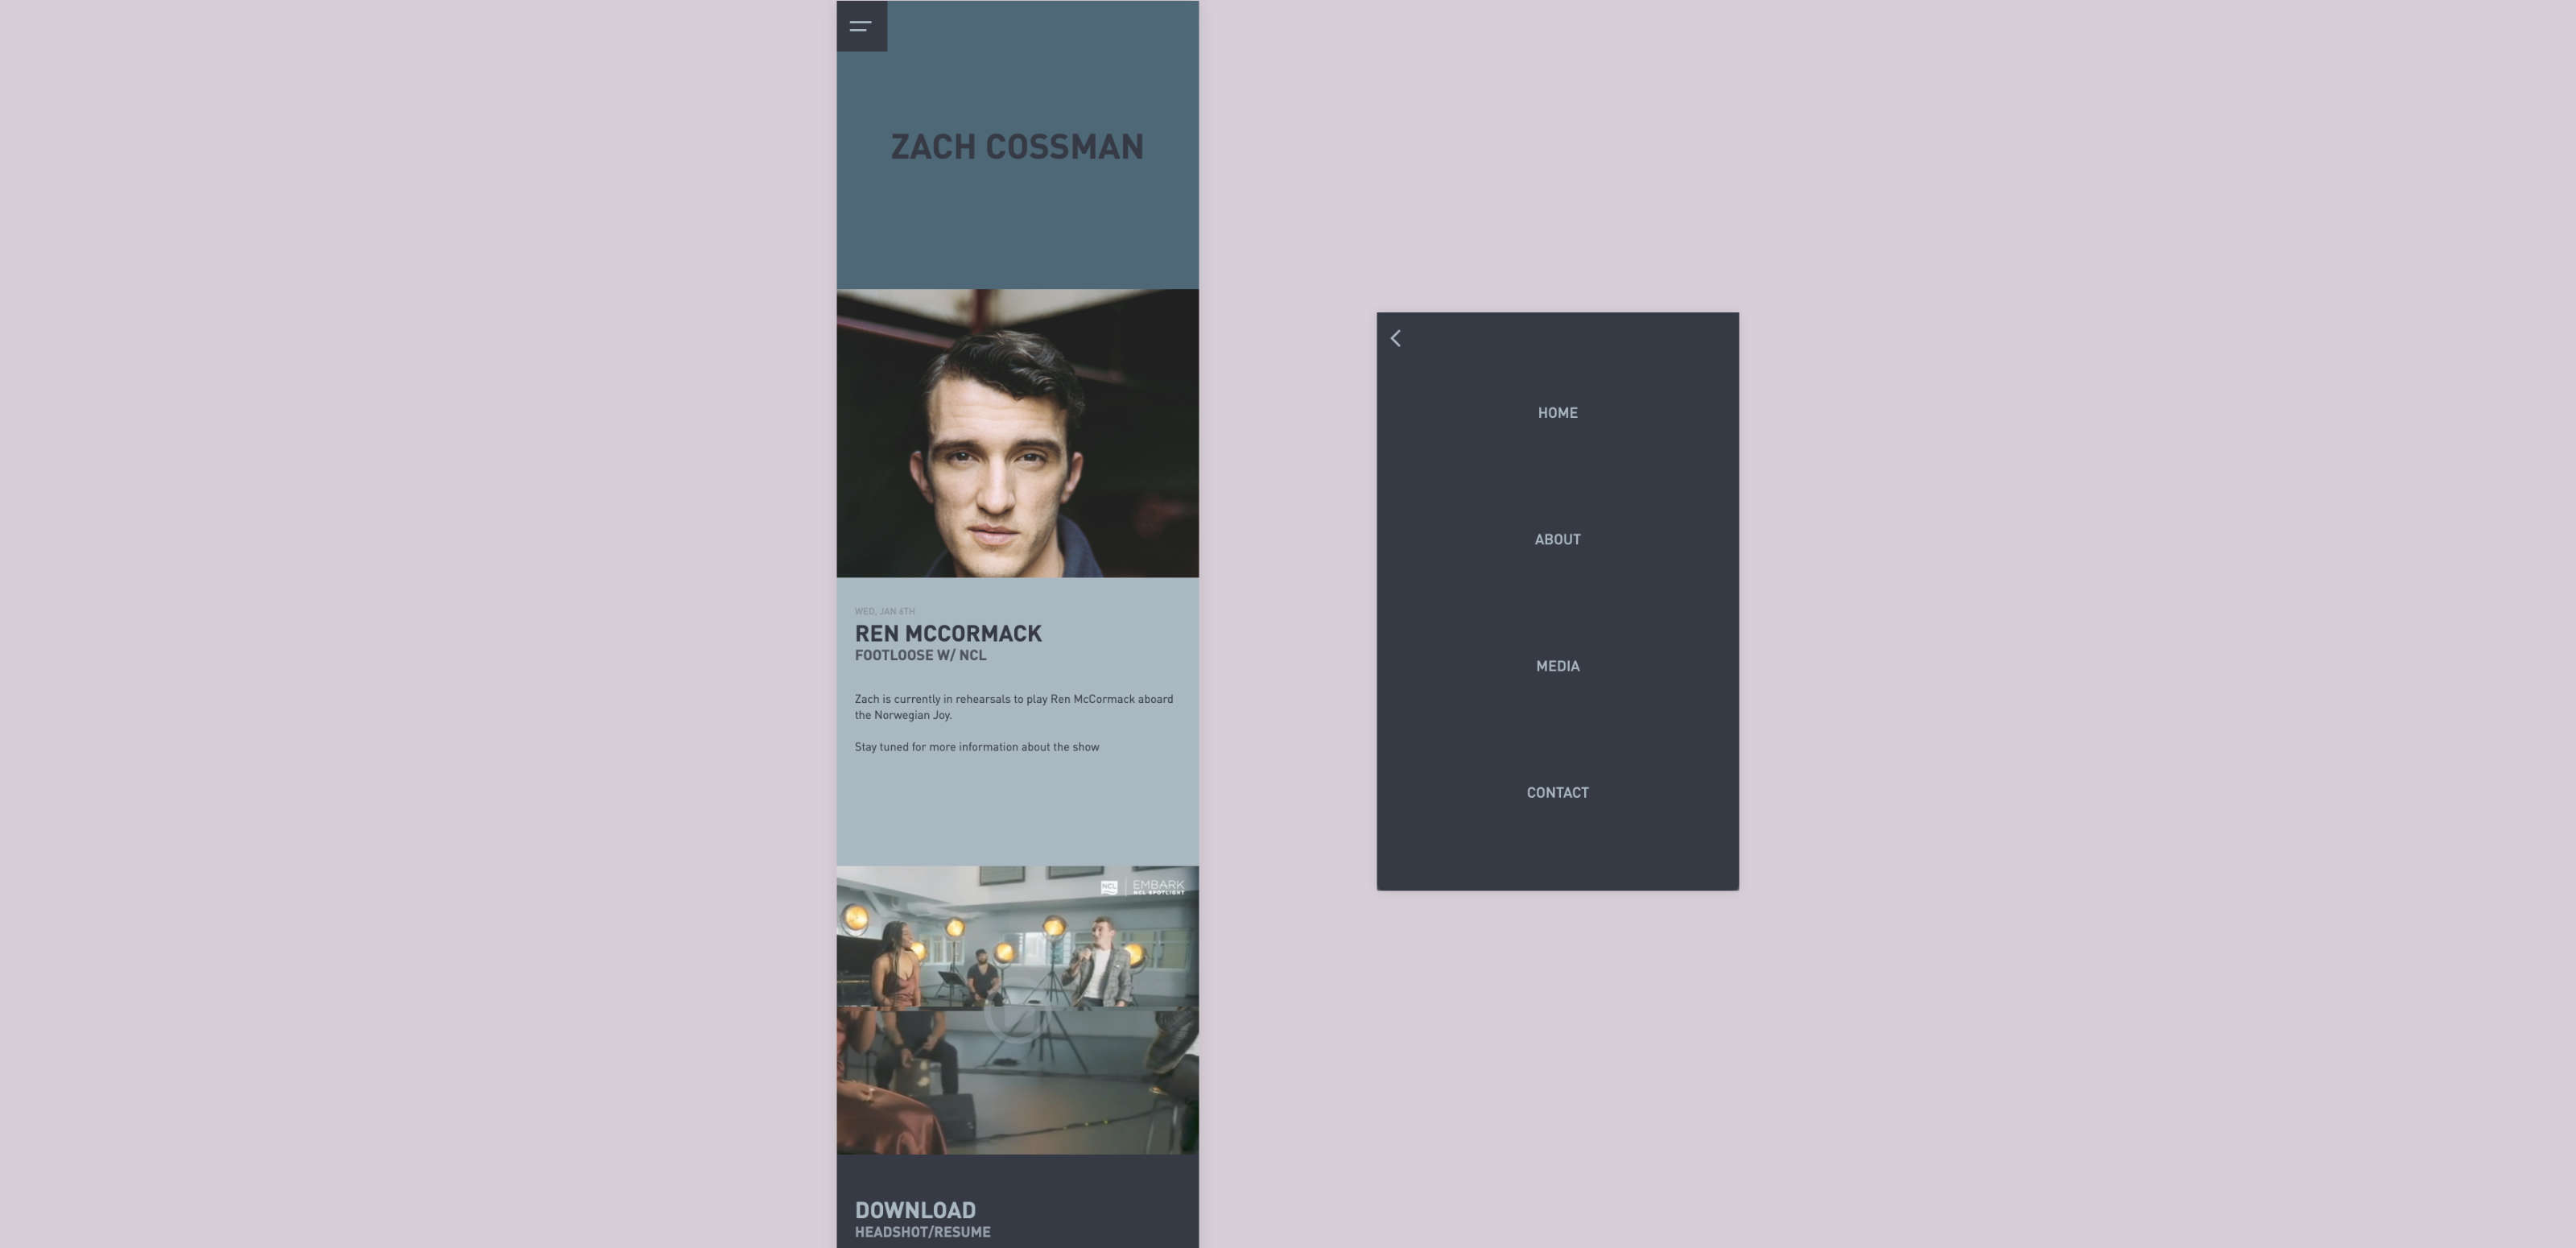 ZACH COSSMAN
WED, JAN 6TH
REN MCCORMACK
FOOTLOOSE W/ NCL
Zach is currently in rehearsals to play Ren McCormack aboard
the Norwegian Joy.
Stay tuned for more information about the show
NCL
EMBARK
NCL SPOTLIGHT
DOWNLOAD
HEADSHOT/RESUME
HOME
ABOUT
MEDIA
CONTACT